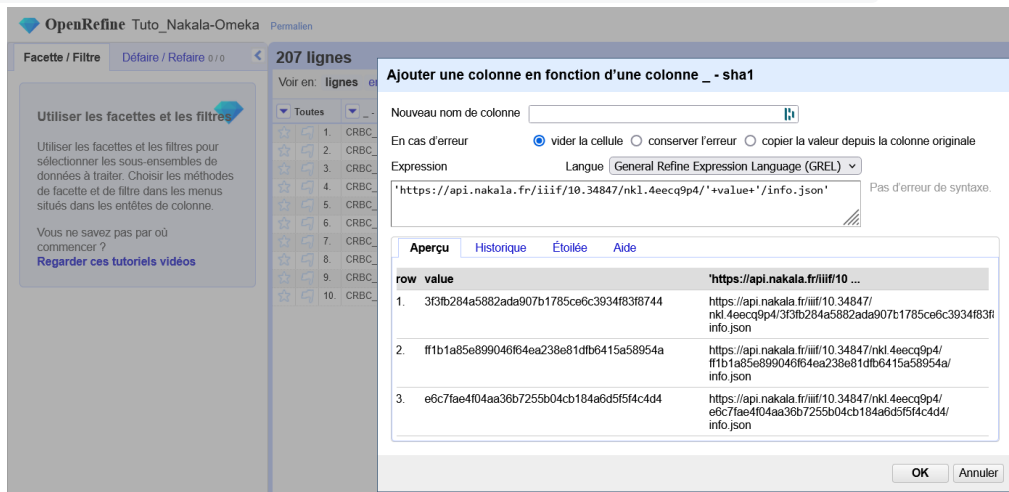 OpenRefine Tuto_Nakala-Omeka Permalien
Facette / Filtre Défaire / Refaire 0 / 0
207 lignes
Voir en: lignes
Utiliser les facettes et les filtres
Utiliser les facettes et les filtres pour
sélectionner les sous-ensembles de
données à traiter. Choisir les méthodes
de facette et de filtre dans les menus
situés dans les entêtes de colonne.
Vous ne savez pas par où
commencer ?
Regarder ces tutoriels vidéos
Toutes _ -
1. CRBC_
2. CRBC_
3. CRBC_
4. CRBC_
5. CRBC_
6. CRBC_
7. CRBC_
8. CRBC_
9. CRBC_
10. CRBC_
Ajouter une colonne en fonction d'une colonne _ - sha1
Nouveau nom de colonne
En cas d'erreur vider la cellule conserver l'erreur copier la valeur depuis la colonne originale
Expression Langue General Refine Expression Language (GREL)
'https://api.nakala.fr/iiif/10.34847/nkl.4eecq9p4/'+value+'/info.json'
Pas d'erreur de syntaxe.
Aperçu Historique Étoilée Aide
row value 'https://api.nakala.fr/iiif/10 ...
1. 3f3fb284a5882ada907b1785ce6c3934f83f8744 https://api.nakala.fr/iiif/10.34847/
nkl.4eecq9p4/3f3fb284a5882ada907b1785ce6c3934f83f8
info.json
2. ff1b1a85e899046f64ea238e81dfb6415a58954a https://api.nakala.fr/iiif/10.34847/nkl.4eecq9p4/
ff1b1a85e899046f64ea238e81dfb6415a58954a/
info.json
3. e6c7fae4f04aa36b7255b04cb184a6d5f5f4c4d4 https://api.nakala.fr/iiif/10.34847/nkl.4eecq9p4/
e6c7fae4f04aa36b7255b04cb184a6d5f5f4c4d4/
info.json
OK Annuler